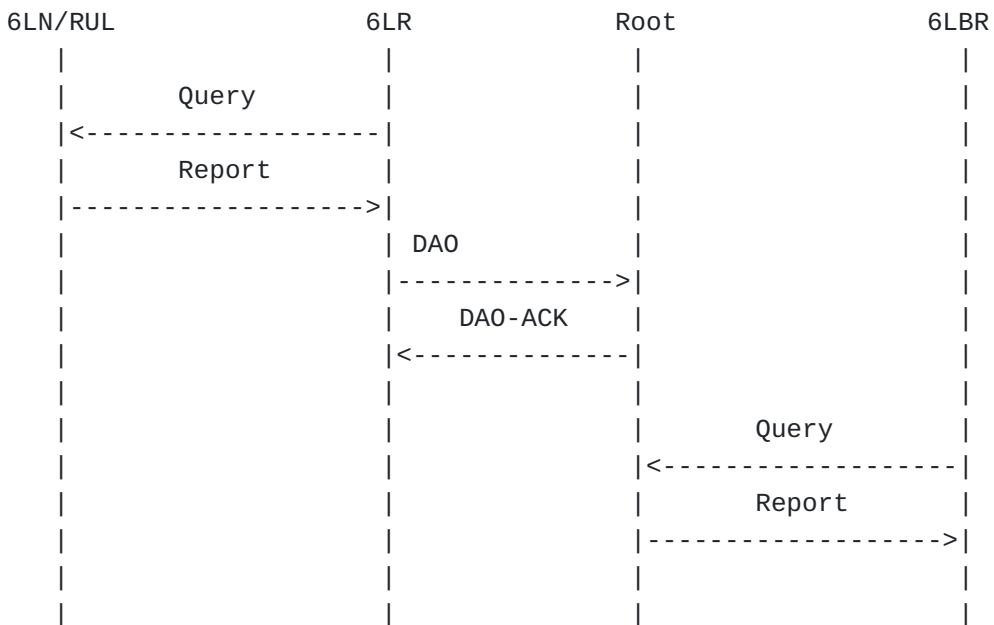 6LN/RUL 6LR Root 6LBR
Query
Report
DAO
DAO-ACK
Query
Report